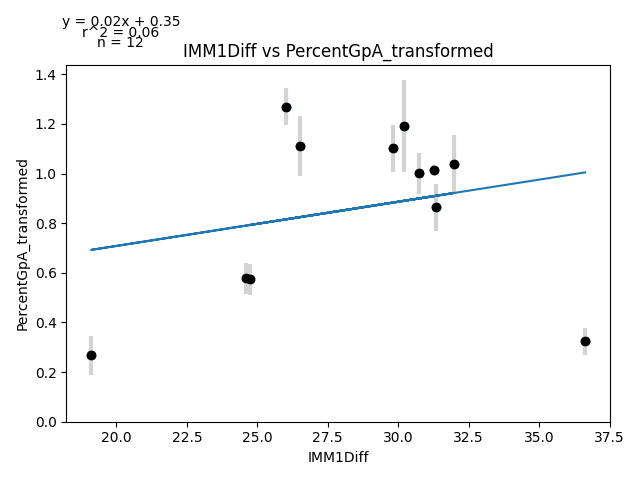 y = 0.02x + 0.35
r^2 = 0.06
n = 12
IMM1Diff vs PercentGpA_transformed
PercentGpA_transformed
1.4
1.2
1.0
0.8
0.6
0.4
0.2
0.0
20.0 22.5 25.0 27.5 30.0 32.5 35.0 37.5
IMM1Diff